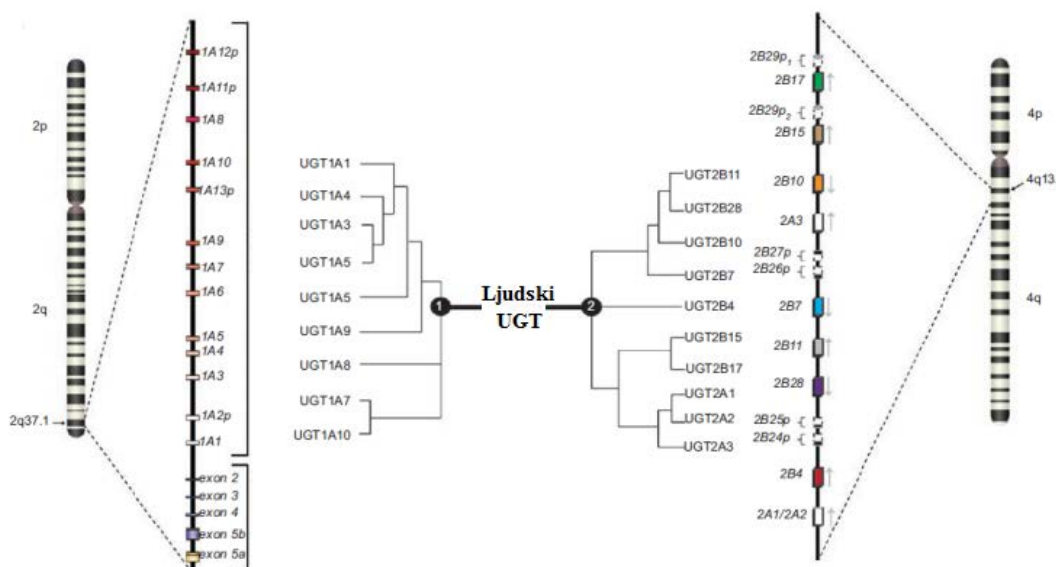 2p
2q
2q37.1
1A12p
1A11p
1A8
1A10
1A13p
1A9
1A7
1A6
1A5
1A4
1A3
1A2p
1A1
exon 2
exon 3
exon 4
exon 5b
exon 5a
UGT1A1
UGT1A4
UGT1A3
UGT1A5
UGT1A5
UGT1A9
UGT1A8
UGT1A7
UGT1A10
1
Ljudski
UGT
2
UGT2B11
UGT2B28
UGT2B10
UGT2B7
UGT2B4
UGT2B15
UGT2B17
UGT2A1
UGT2A2
UGT2A3
2B29p1
2B17
2B29p2
2B15
2B10
2A3
2B27p
2B26p
2B7
2B11
2B28
2B25p
2B24p
2B4
2A1/2A2
4p
4q13
4q